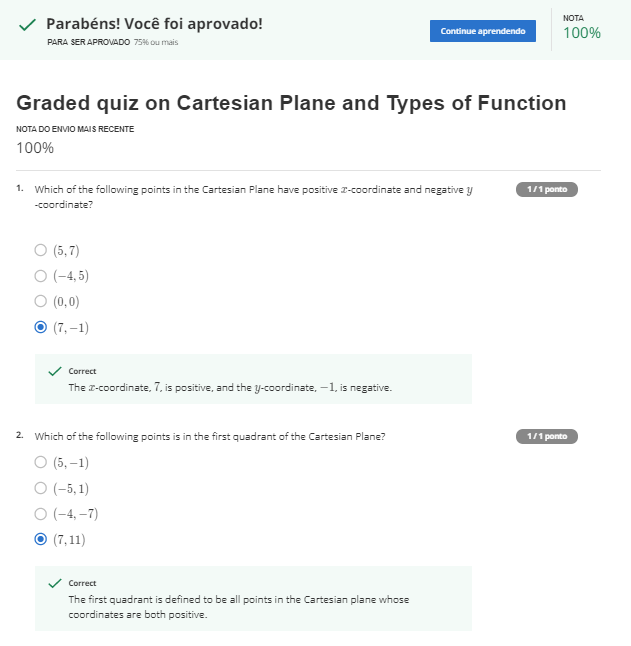 Parabéns! Você foi aprovado!
PARA SER APROVADO 75% ou mais
Continue aprendendo
NOTA
100%
Graded quiz on Cartesian Plane and Types of Function
NOTA DO ENVIO MAIS RECENTE
100%
1. Which of the following points in the Cartesian Plane have positive x-coordinate and negative y
-coordinate?
1 / 1 ponto
(5, 7)
(−4, 5)
(0, 0)
(7, −1)
Correct
The x-coordinate, 7, is positive, and the y-coordinate, −1, is negative.
2. Which of the following points is in the first quadrant of the Cartesian Plane?
1 / 1 ponto
(5, −1)
(−5, 1)
(−4, −7)
(7, 11)
Correct
The first quadrant is defined to be all points in the Cartesian plane whose
coordinates are both positive.